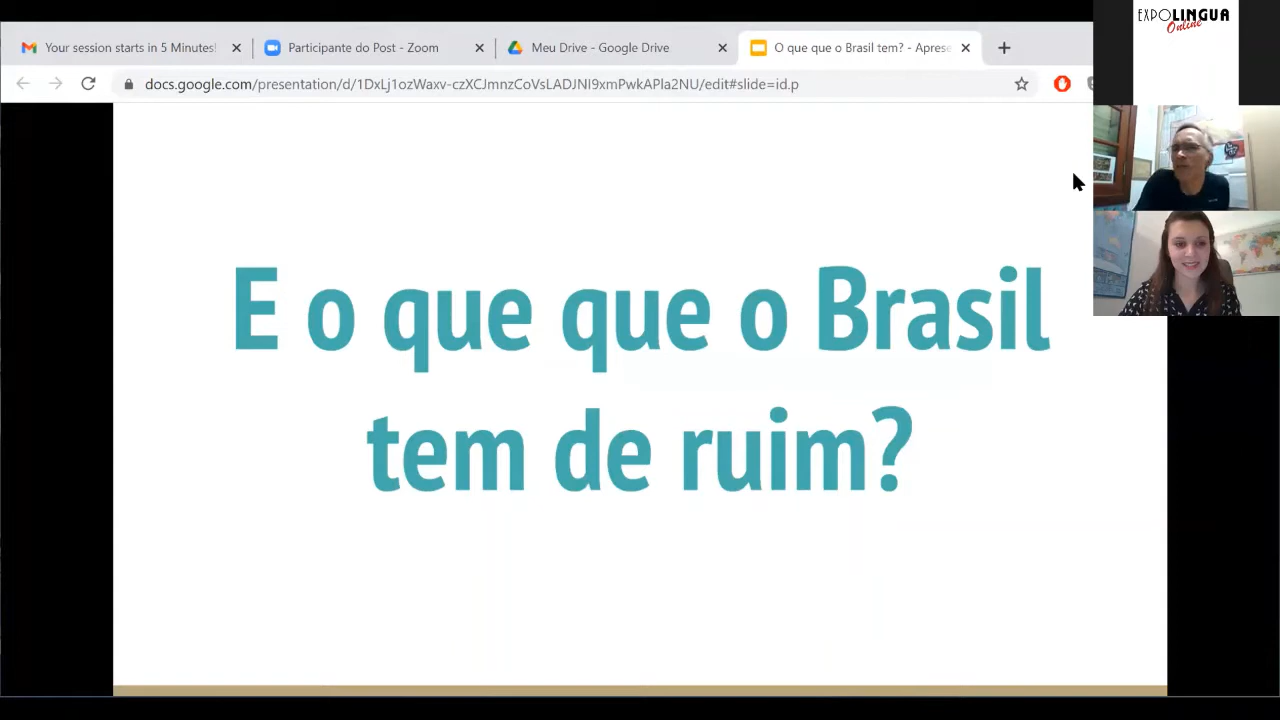 EXPOLINGUA
Online
Your session starts in 5 Minutes!
Participante do Post - Zoom
Meu Drive - Google Drive
O que que o Brasil tem? - Aprese
docs.google.com/presentation/d/1DxLj1ozWaxv-czXCJmnzCoVsLADJNI9xmPwkAPla2NU/edit#slide=id.p
E o que que o Brasil
tem de ruim?